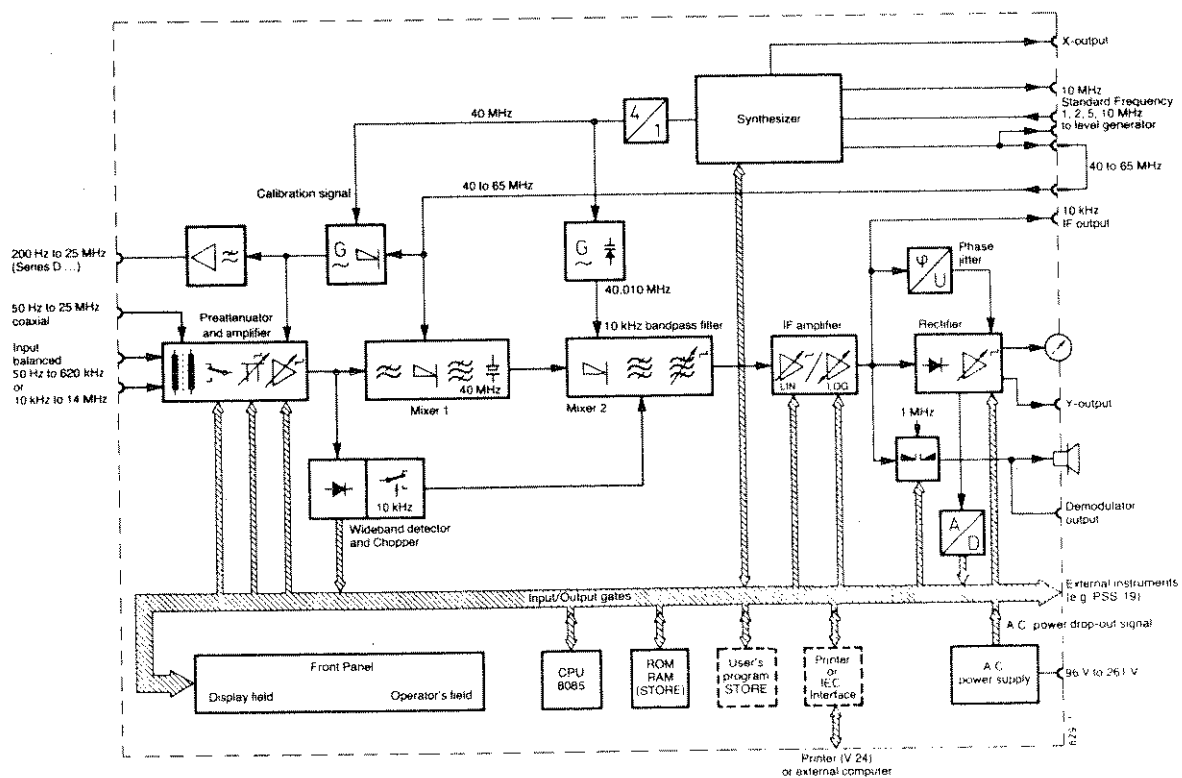 X-output
10 MHz
Standard Frequency
1, 2, 5, 10 MHz
to level generator
40 to 65 MHz
Synthesizer
4
1
40 MHz
Calibration signal
40 to 65 MHz
10 kHz
IF output
200 Hz to 25 MHz
(Series D ...)
G
G
40.010 MHz
φ
U
Phase
jitter
50 Hz to 25 MHz
coaxial
Preattenuator
and amplifier
10 kHz bandpass filter
IF amplifier
Rectifier
Input
balanced
50 Hz to 620 kHz
or
10 kHz to 14 MHz
40 MHz
LIN
LOG
Mixer 1
Mixer 2
Y-output
1 MHz
10 kHz
Wideband detector
and Chopper
A
D
Demodulator
output
Input/Output gates
External instruments
(e.g. PSS 19)
A.C. power drop-out signal
Front Panel
Display field
Operator's field
CPU
8085
ROM
RAM
(STORE)
User's
program
STORE
Printer
or
IEC
Interface
A.C.
power supply
96 V to 261 V
Printer (V 24)
or external computer